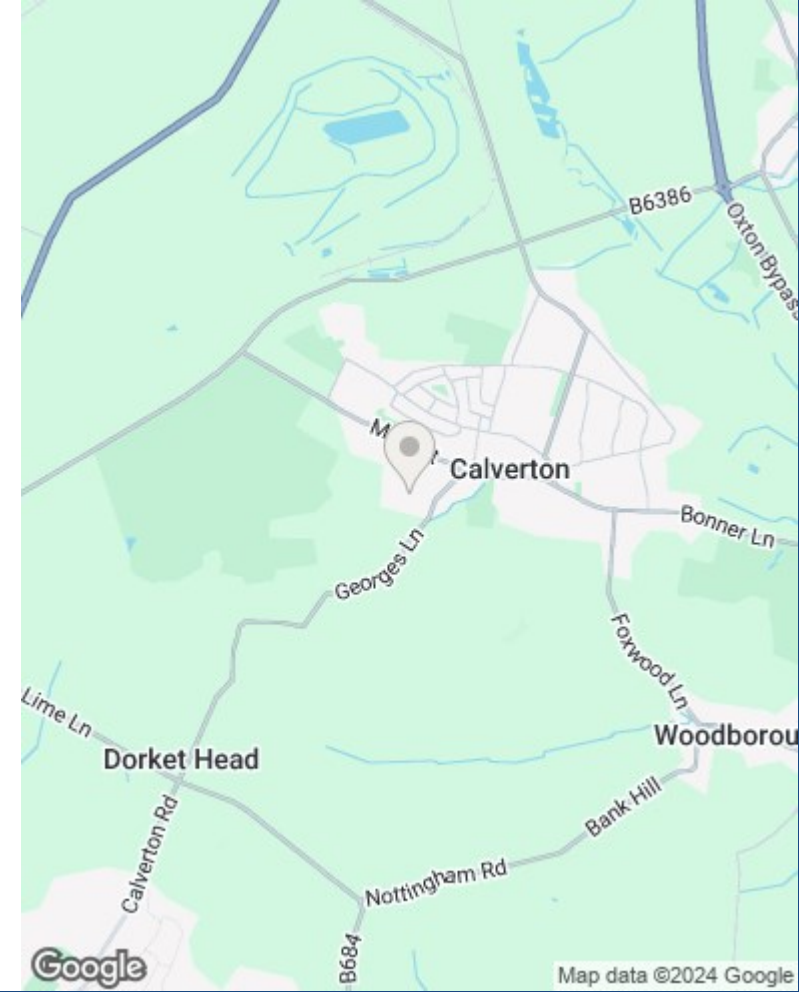 B6386
Oxton Bypass
Calverton
Bonner Ln
Georges Ln
Foxwood Ln
Lime Ln
Woodborou
Dorket Head
Bank Hill
Calverton Rd
Nottingham Rd
B684
Google
Map data ©2024 Google